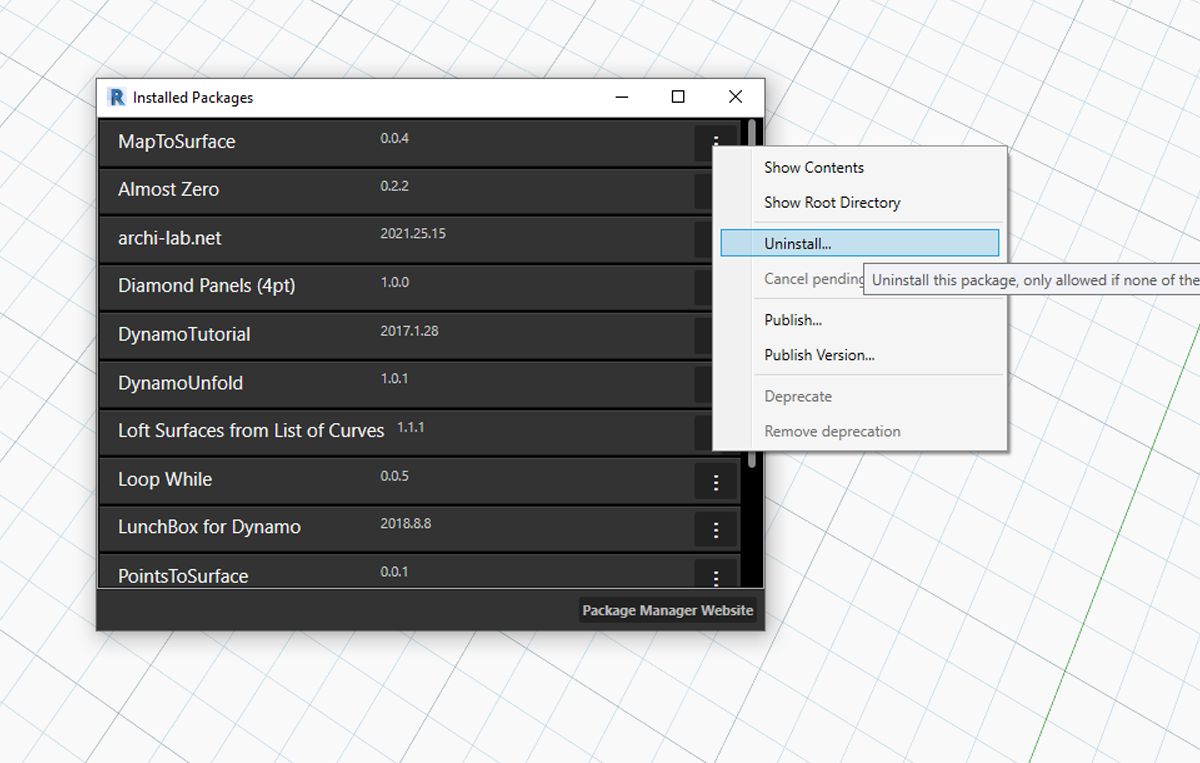 R Installed Packages
MapToSurface 0.0.4
Almost Zero 0.2.2
archi-lab.net 2021.25.15
Diamond Panels (4pt) 1.0.0
DynamoTutorial 2017.1.28
DynamoUnfold 1.0.1
Loft Surfaces from List of Curves 1.1.1
Loop While 0.0.5
LunchBox for Dynamo 2018.8.8
PointsToSurface 0.0.1
Package Manager Website
Show Contents
Show Root Directory
Uninstall...
Cancel pending
Uninstall this package, only allowed if none of the
Publish...
Publish Version...
Deprecate
Remove deprecation